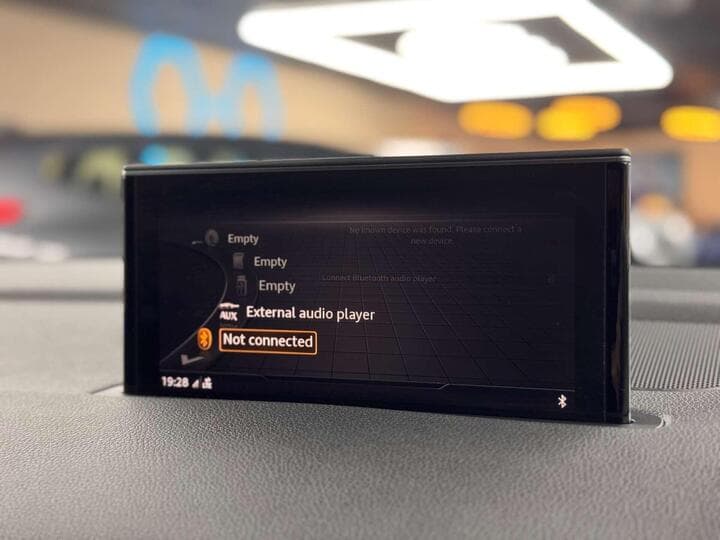 Empty
No known device was found. Please connect a
new device.
Empty
Connect Bluetooth audio player
Empty
AUX External audio player
Not connected
19:28